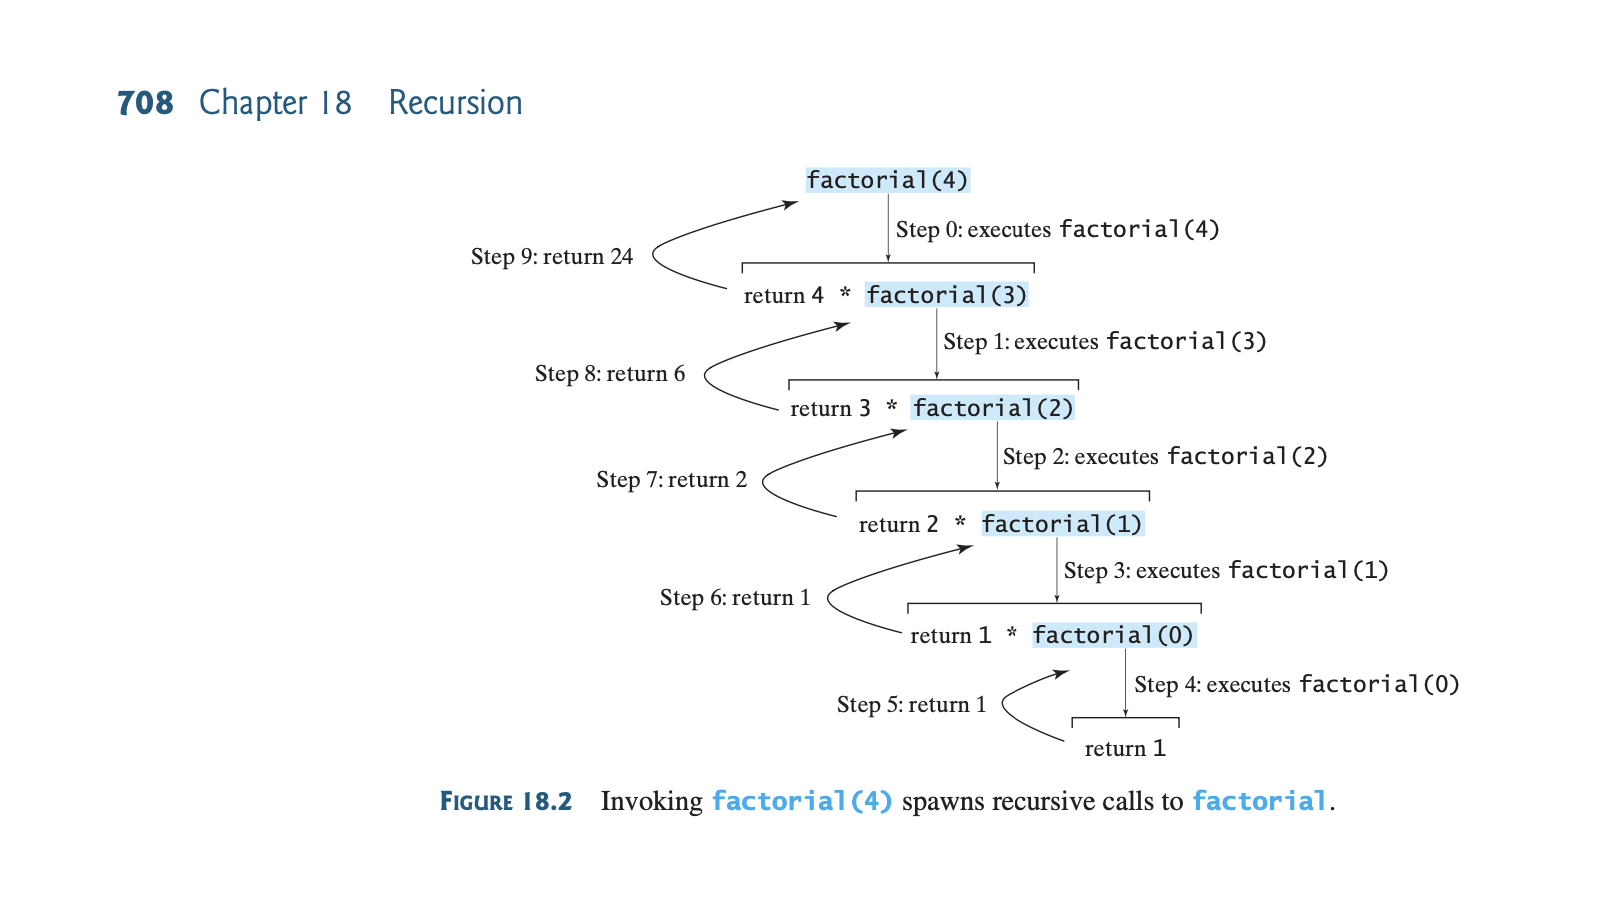 708 Chapter 18 Recursion
factorial(4)
Step 0: executes factorial(4)
Step 9: return 24
return 4 * factorial(3)
Step 1: executes factorial(3)
Step 8: return 6
return 3 * factorial(2)
Step 2: executes factorial(2)
Step 7: return 2
return 2 * factorial(1)
Step 3: executes factorial(1)
Step 6: return 1
return 1 * factorial(0)
Step 4: executes factorial(0)
Step 5: return 1
return 1
FIGURE 18.2 Invoking factorial(4) spawns recursive calls to factorial.